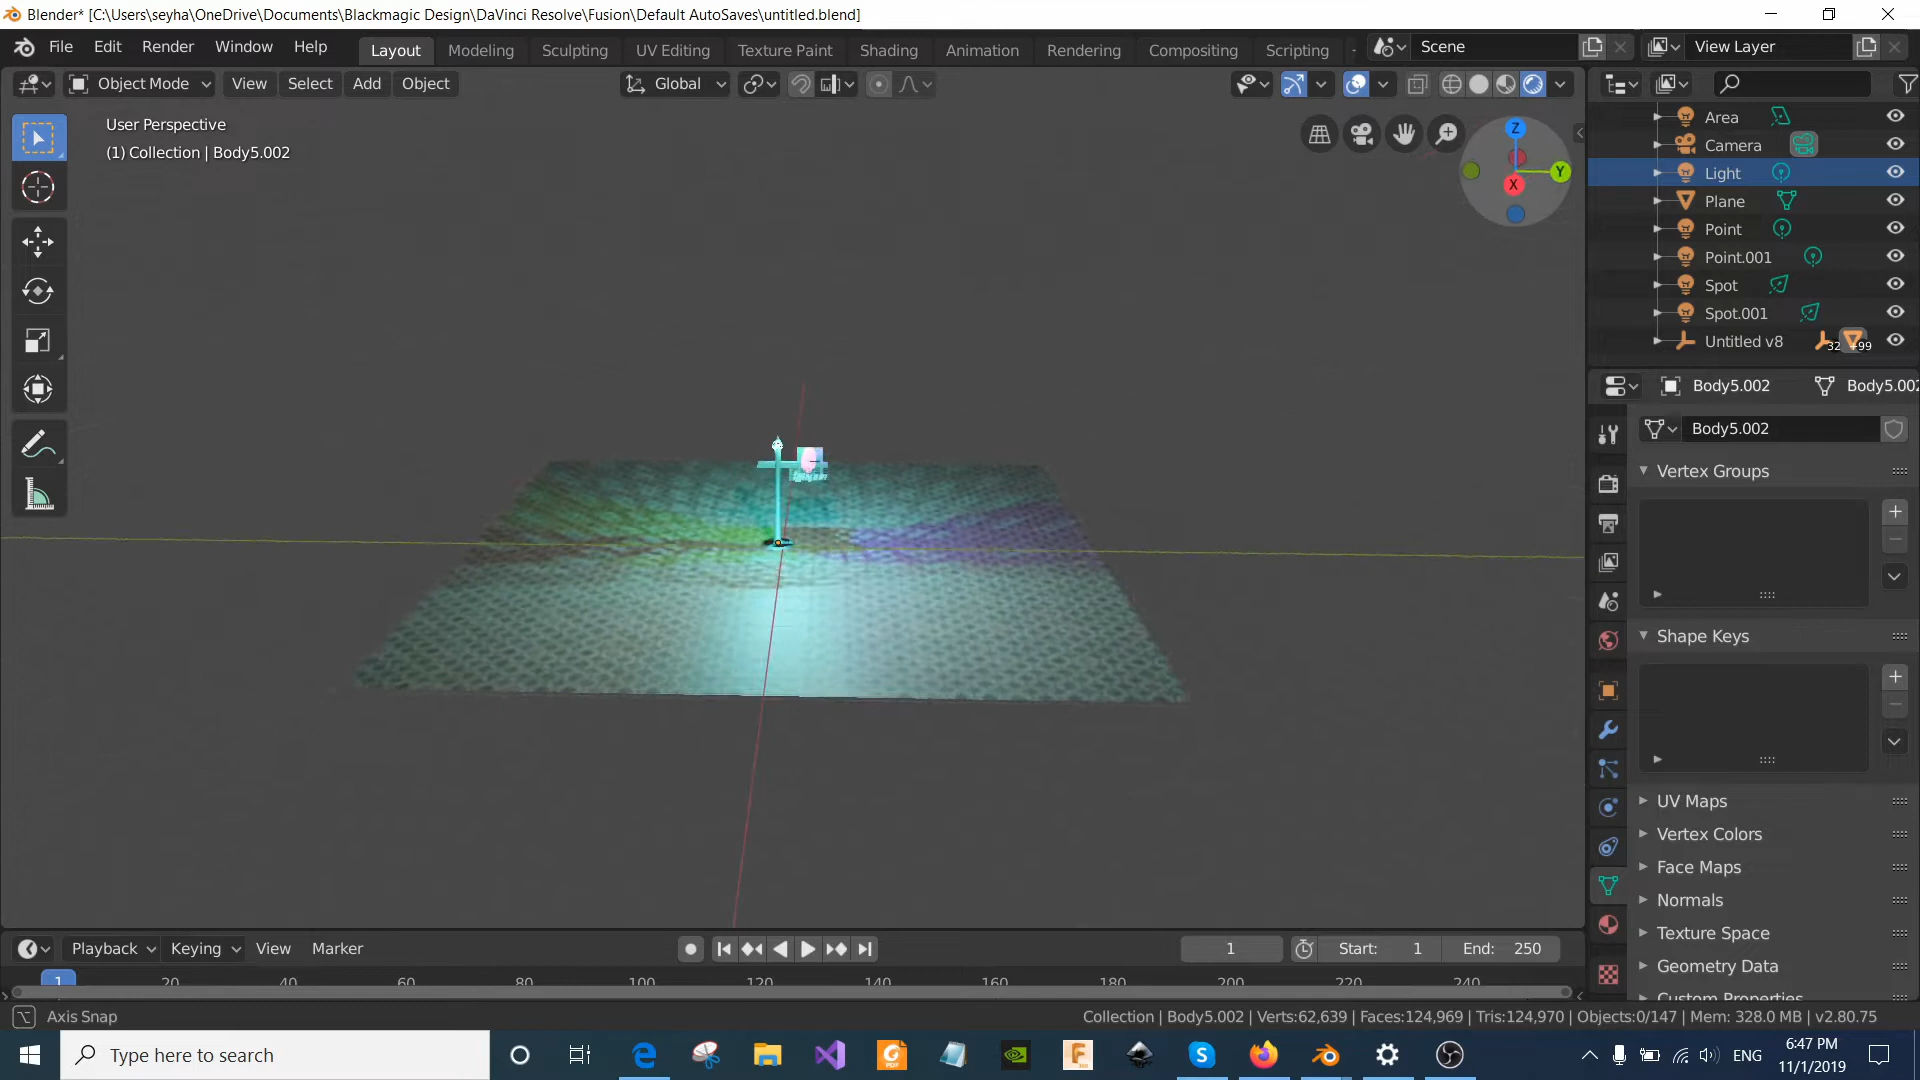 Blender* [C:\Users\seyha\OneDrive\Documents\Blackmagic Design\DaVinci Resolve\Fusion\Default AutoSaves\untitled.blend]
File Edit Render Window Help Layout Modeling Sculpting UV Editing Texture Paint Shading Animation Rendering Compositing Scripting Scene View Layer
Object Mode View Select Add Object Global
User Perspective
(1) Collection | Body5.002
Z
Y
X
Area
Camera
Light
Plane
Point
Point.001
Spot
Spot.001
Untitled v8 32 +99
Body5.002 Body5.002
Body5.002
Vertex Groups
Shape Keys
UV Maps
Vertex Colors
Face Maps
Normals
Texture Space
Geometry Data
Custom Properties
Playback Keying View Marker 1 Start: 1 End: 250
1 20 40 60 80 100 120 140 160 180 200 220 240
Axis Snap Collection | Body5.002 | Verts:62,639 | Faces:124,969 | Tris:124,970 | Objects:0/147 | Mem: 328.0 MB | v2.80.75
Type here to search
ENG
6:47 PM
11/1/2019